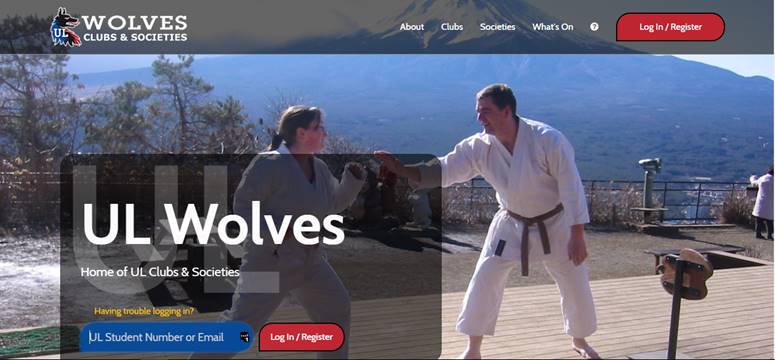 UL
WOLVES
CLUBS & SOCIETIES
About
Clubs
Societies
What's On
?
Log In / Register
UL
UL Wolves
Home of UL Clubs & Societies
Having trouble logging in?
UL Student Number or Email
Log In / Register